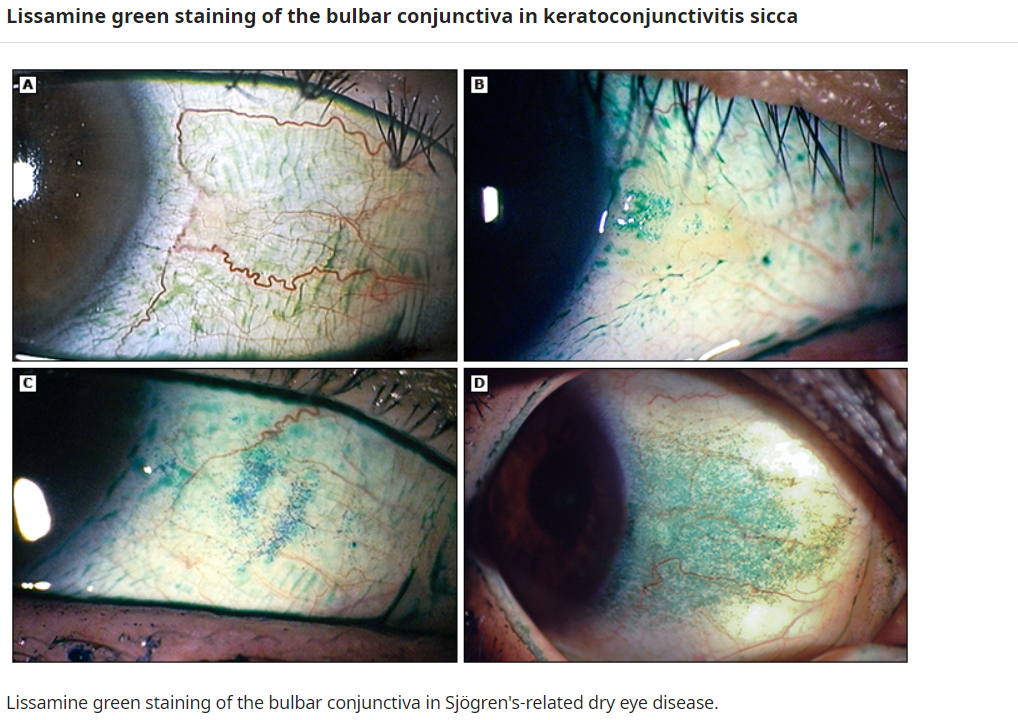 Lissamine green staining of the bulbar conjunctiva in keratoconjunctivitis sicca
A
B
C
D
Lissamine green staining of the bulbar conjunctiva in Sjögren's-related dry eye disease.